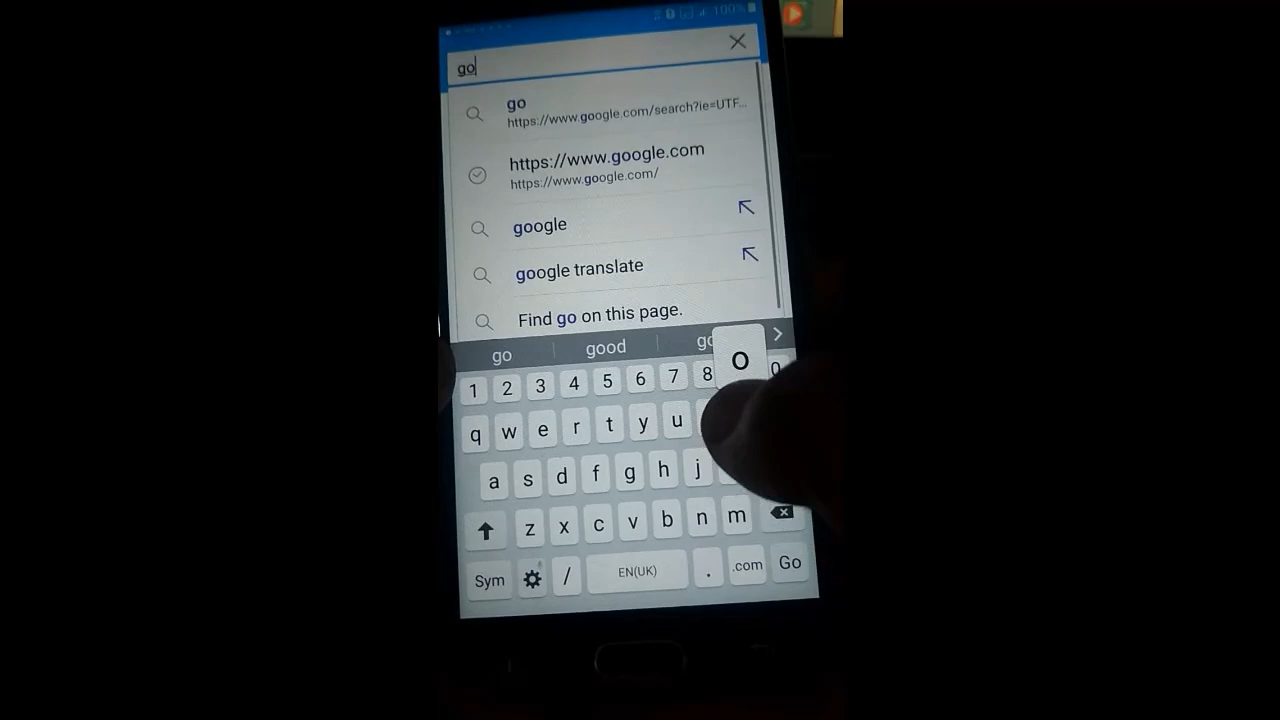 100%
go
go
https://www.google.com/search?ie=UTF...
https://www.google.com
https://www.google.com/
google
google translate
Find go on this page.
go good go
o
1 2 3 4 5 6 7 8 0
q w e r t y u
a s d f g h j
z x c v b n m
Sym / EN(UK) . .com Go